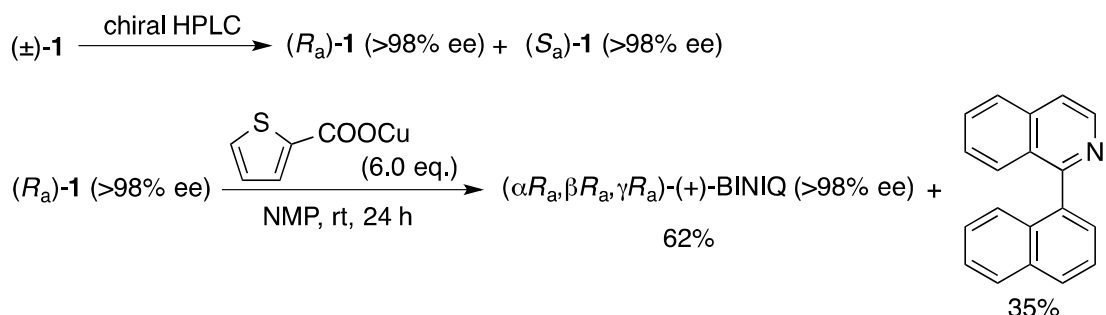 (±)-1 chiral HPLC (Rₐ)-1 (>98% ee) + (Sₐ)-1 (>98% ee)
S COOCu
(6.0 eq.)
(Rₐ)-1 (>98% ee) NMP, rt, 24 h (αRₐ,βRₐ,γRₐ)-(+)-BINIQ (>98% ee) +
62%
N
35%